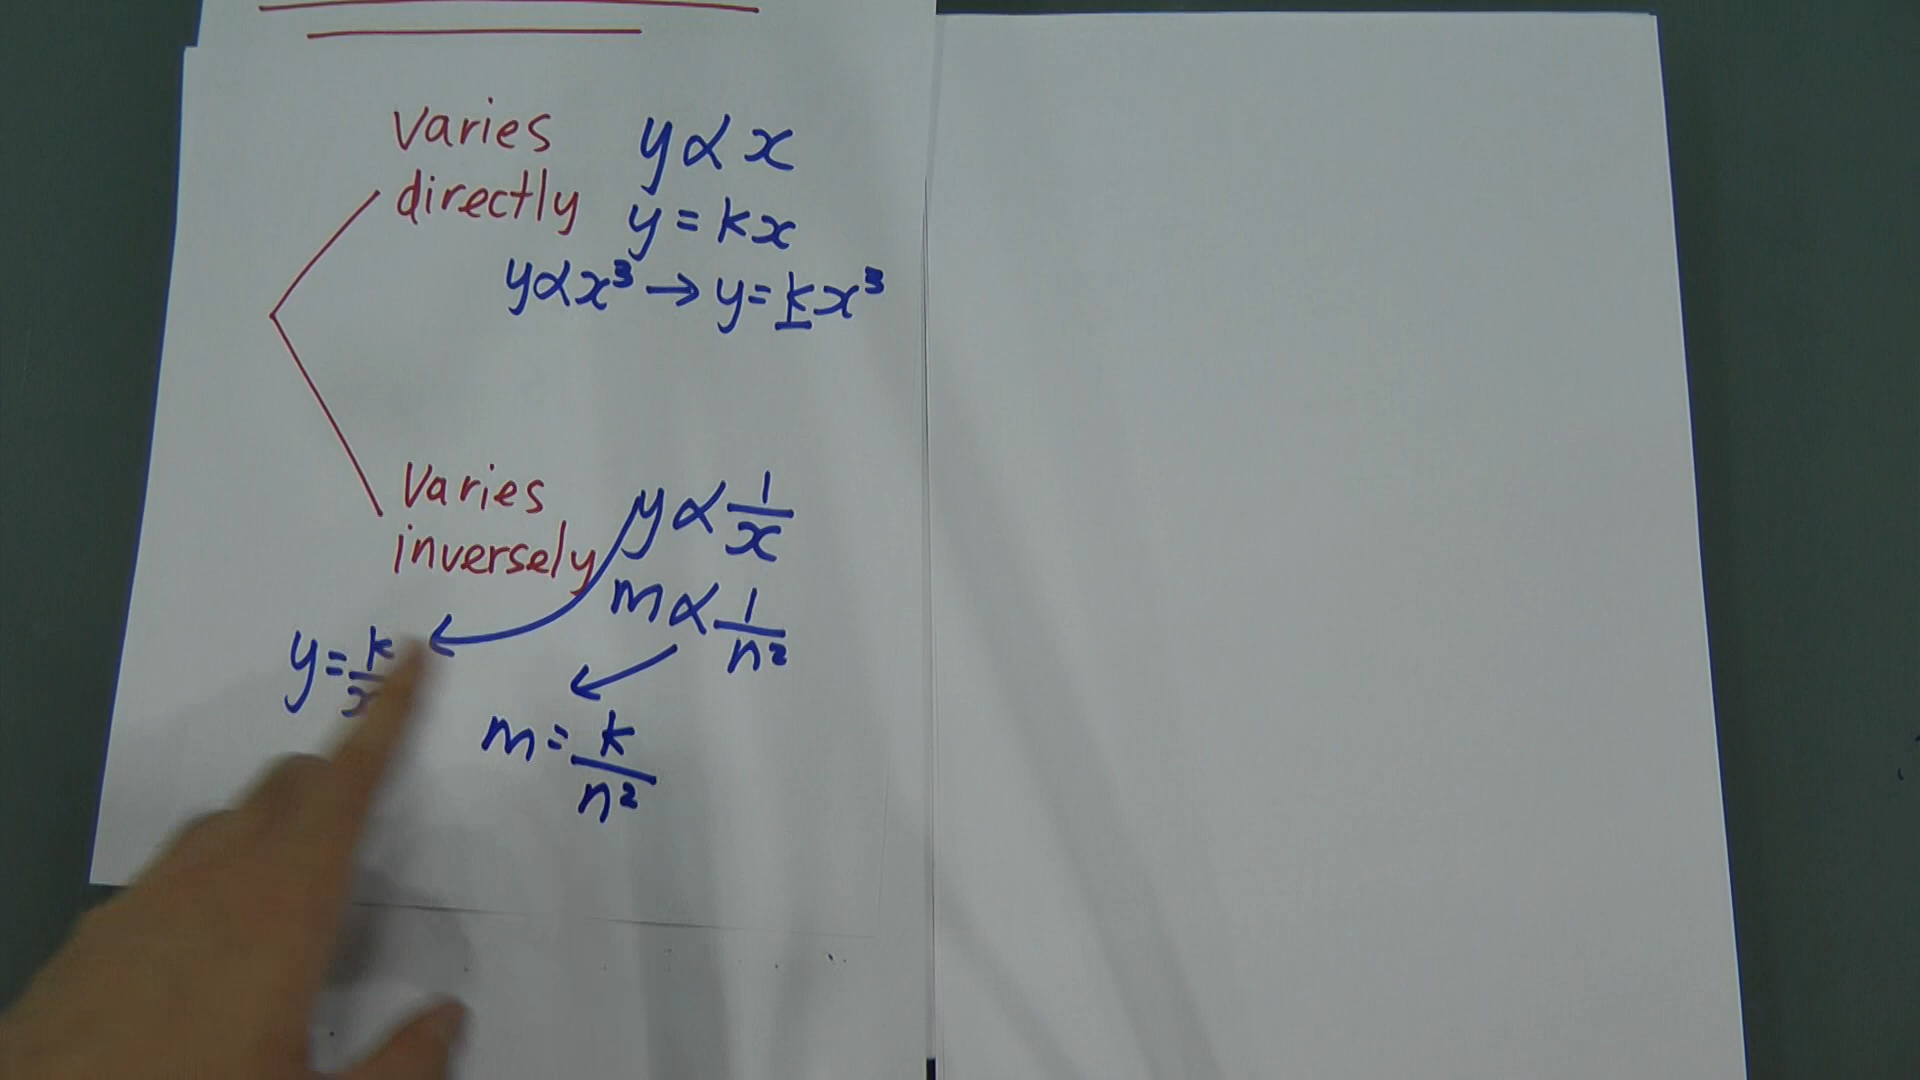 varies
directly
y ∝ x
y = kx
y ∝ x³ → y = kx³
Varies
inversely
y ∝ 1/x
m ∝ 1/n²
y = k/x
m = k/n²